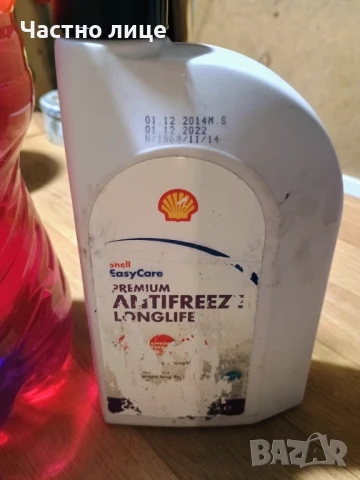 Частно лице
01.12 2014M.S
01.12 2022
Shell
EasyCare
PREMIUM
ANTIFREEZE
LONGLIFE
BAZAR